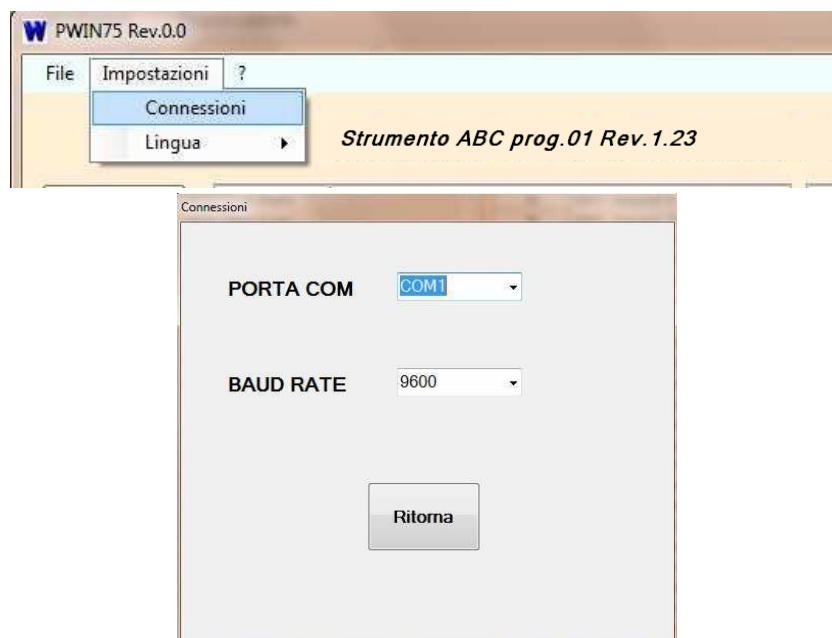 PWIN75 Rev.0.0
File Impostazioni ?
Connessioni
Lingua
Strumento ABC prog.01 Rev.1.23
Connessioni
PORTA COM COM1
BAUD RATE 9600
Ritorna